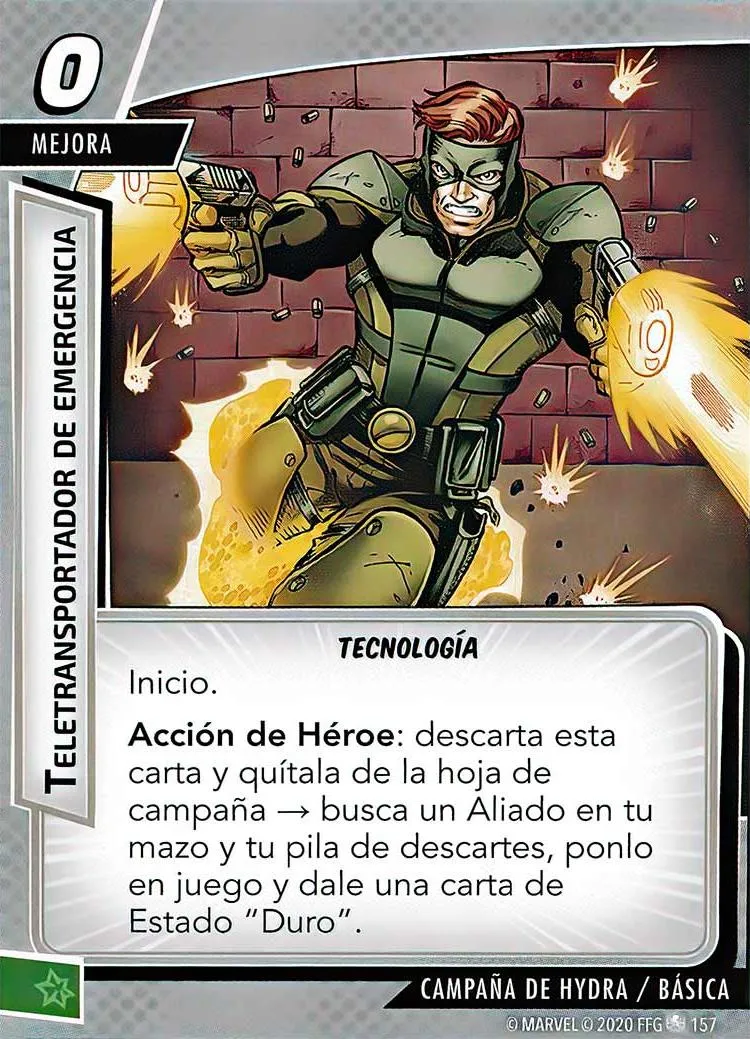 0
MEJORA
TELETRANSPORTADOR DE EMERGENCIA
TECNOLOGÍA
Inicio.
Acción de Héroe: descarta esta
carta y quítala de la hoja de
campaña → busca un Aliado en tu
mazo y tu pila de descartes, ponlo
en juego y dale una carta de
Estado "Duro".
CAMPAÑA DE HYDRA / BÁSICA
© MARVEL © 2020 FFG 157